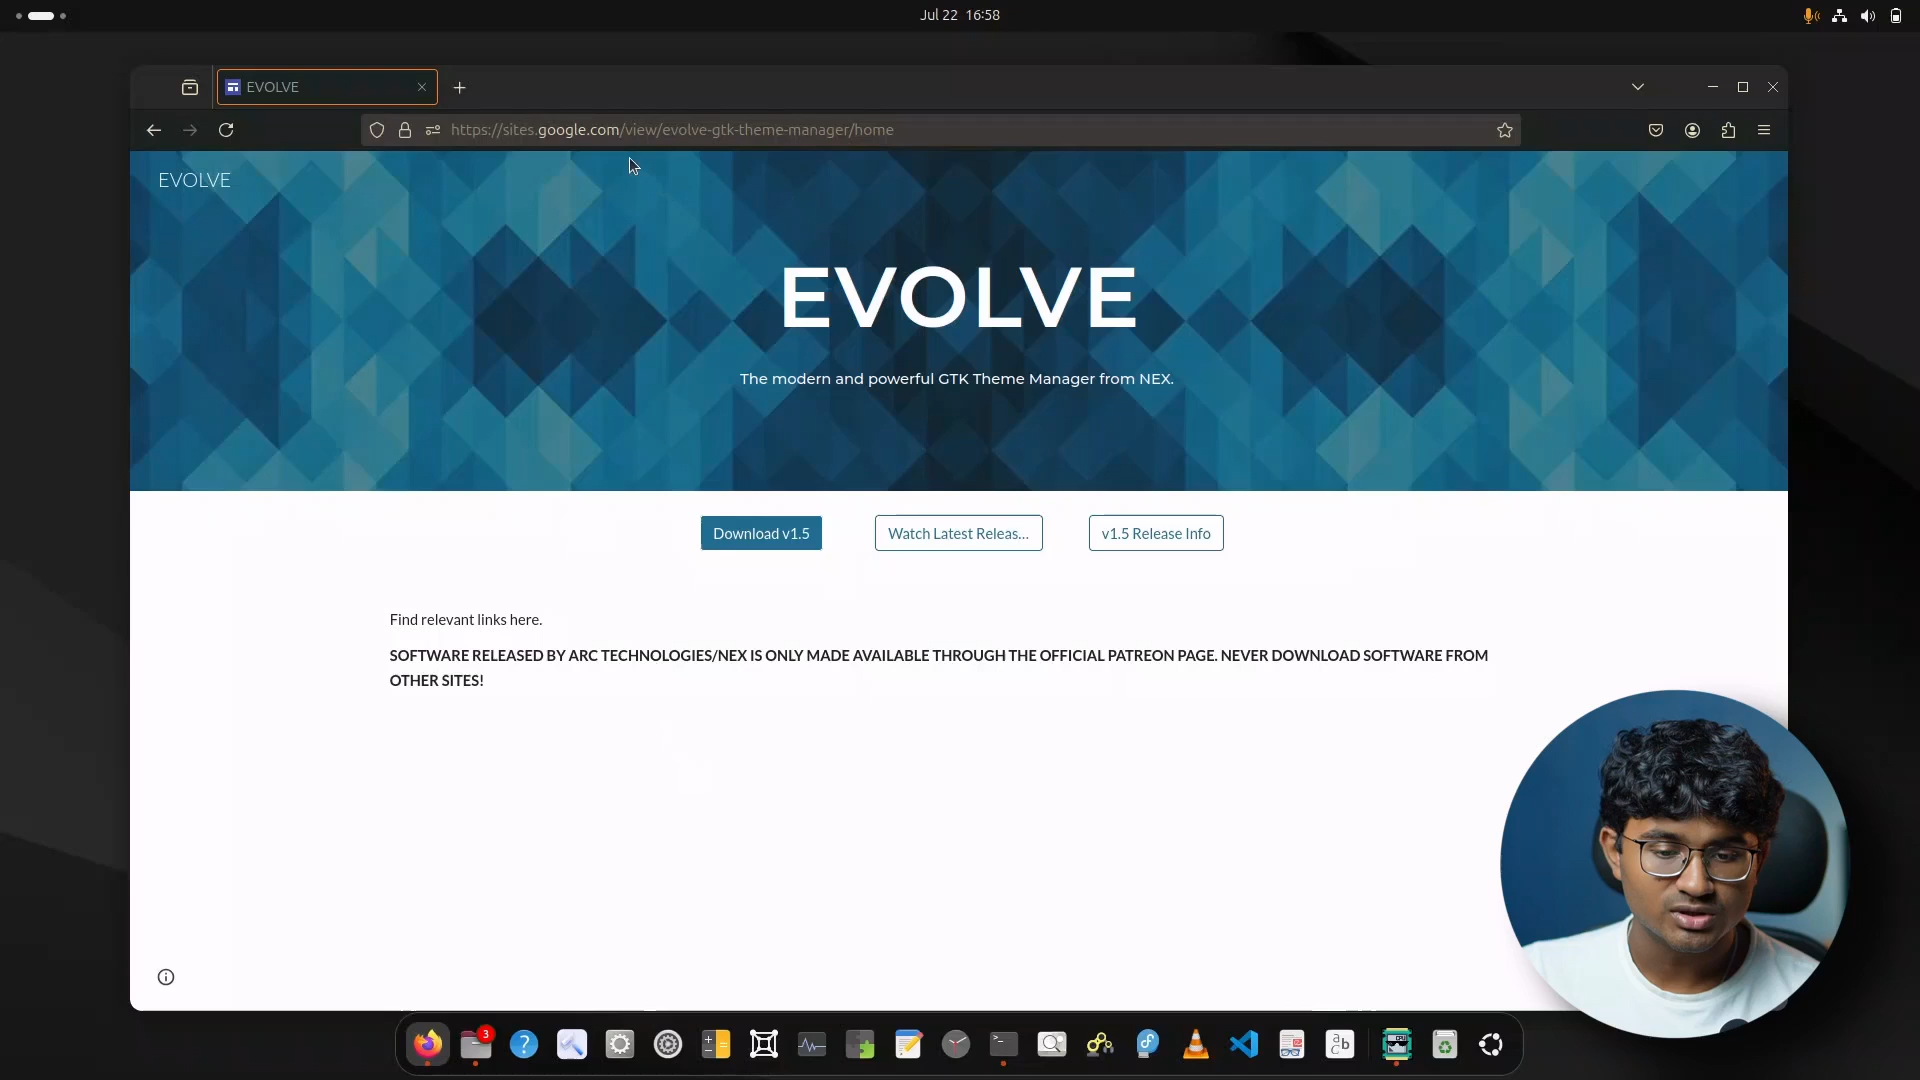 Jul 22 16:58
EVOLVE
https://sites.google.com/view/evolve-gtk-theme-manager/home
EVOLVE
EVOLVE
The modern and powerful GTK Theme Manager from NEX.
Download v1.5
Watch Latest Releas...
v1.5 Release Info
Find relevant links here.
SOFTWARE RELEASED BY ARC TECHNOLOGIES/NEX IS ONLY MADE AVAILABLE THROUGH THE OFFICIAL PATREON PAGE. NEVER DOWNLOAD SOFTWARE FROM
OTHER SITES!
3